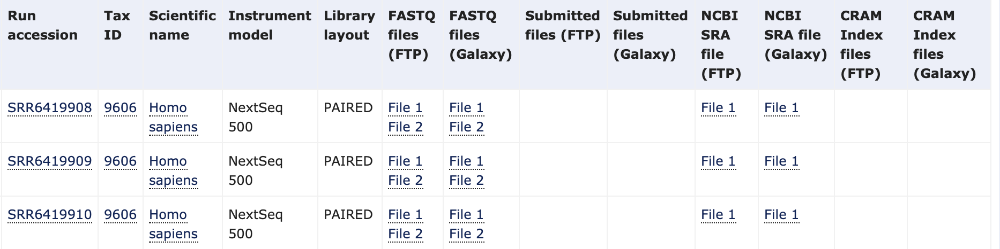 Run accession
Tax ID
Scientific name
Instrument model
Library layout
FASTQ files (FTP)
FASTQ files (Galaxy)
Submitted files (FTP)
Submitted files (Galaxy)
NCBI SRA file (FTP)
NCBI SRA file (Galaxy)
CRAM Index files (FTP)
CRAM Index files (Galaxy)
SRR6419908 9606 Homo NextSeq PAIRED File 1 File 1 File 1 File 1
sapiens 500 File 2 File 2
SRR6419909 9606 Homo NextSeq PAIRED File 1 File 1 File 1 File 1
sapiens 500 File 2 File 2
SRR6419910 9606 Homo NextSeq PAIRED File 1 File 1 File 1 File 1
sapiens 500 File 2 File 2